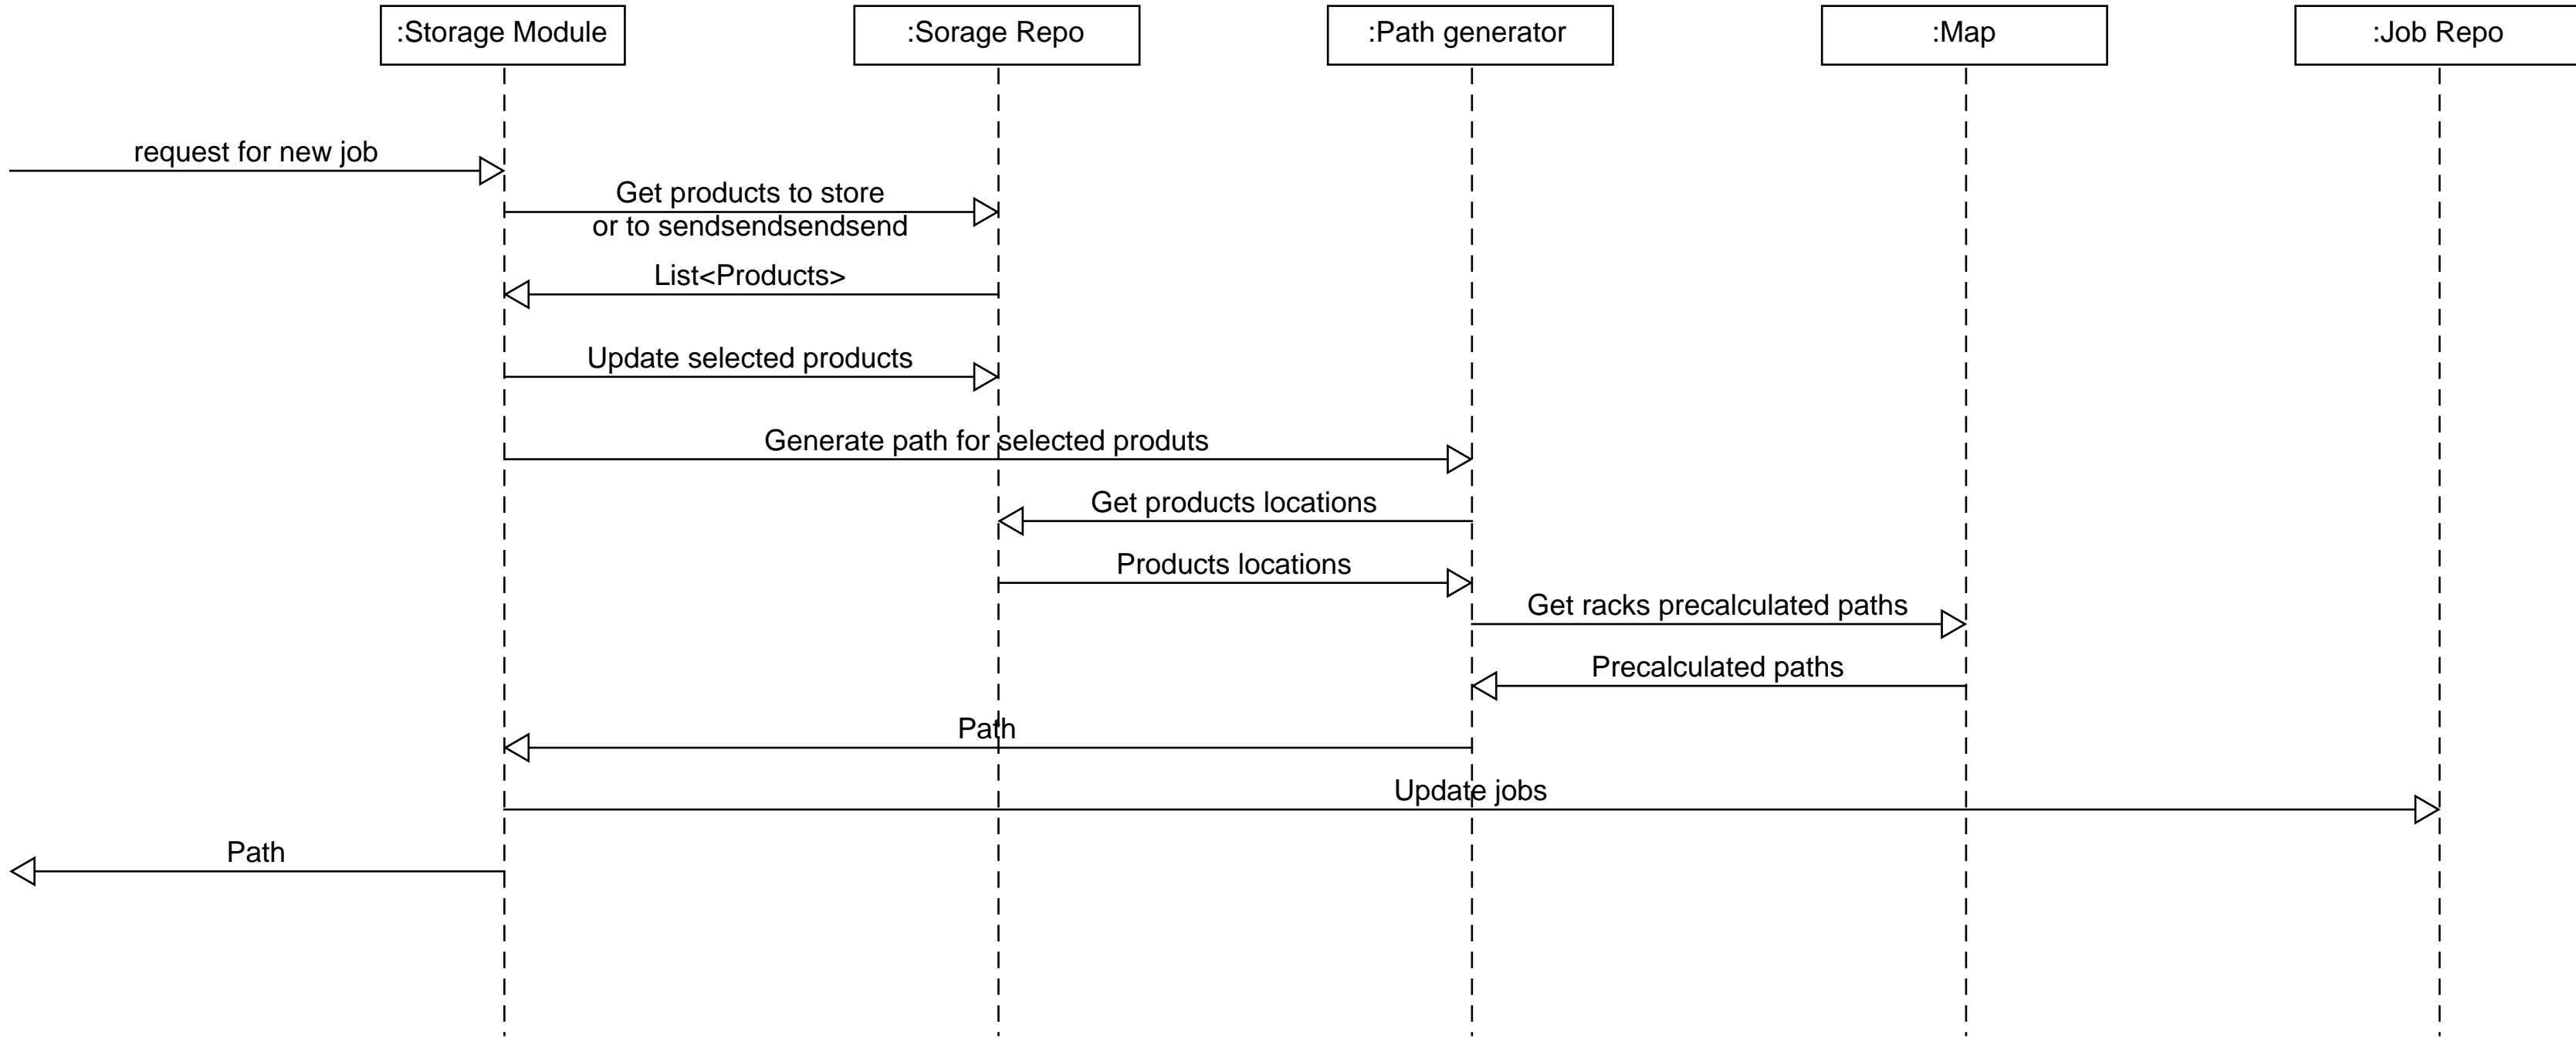 :Storage Module
:Sorage Repo
:Path generator
:Map
:Job Repo
request for new job
Get products to store
or to sendsendsendsend
List<Products>
Update selected products
Generate path for selected produts
Get products locations
Products locations
Get racks precalculated paths
Precalculated paths
Path
Update jobs
Path